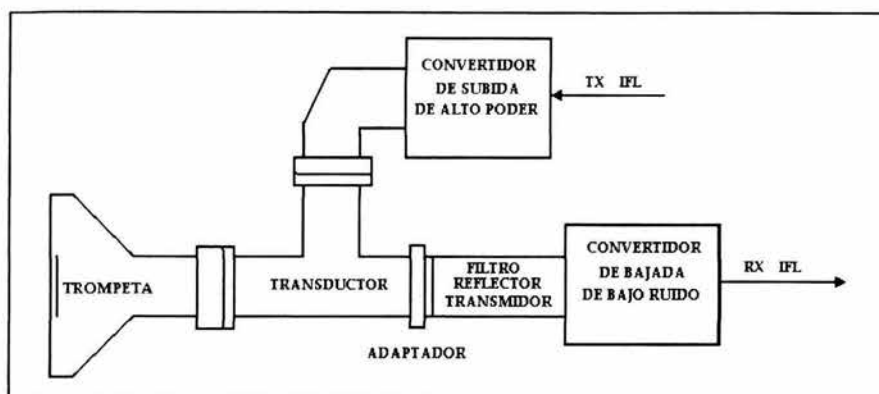 CONVERTIDOR
DE SUBIDA
DE ALTO PODER
TX IFL
TROMPETA
TRANSDUCTOR
FILTRO
REFLECTOR
TRANSMIDOR
CONVERTIDOR
DE BAJADA
DE BAJO RUIDO
RX IFL
ADAPTADOR